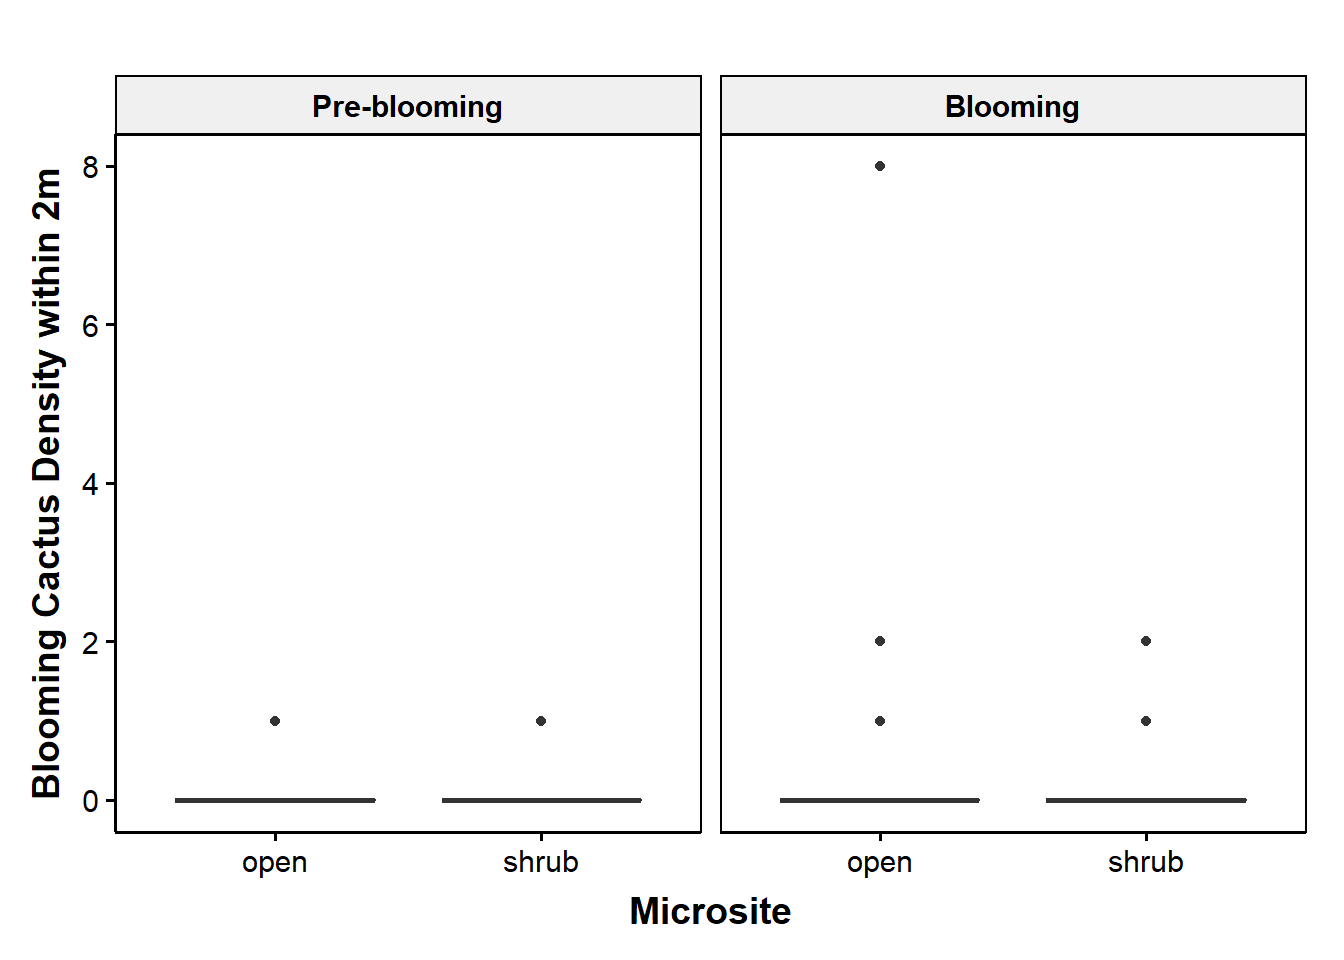 Pre-blooming
Blooming
Blooming Cactus Density within 2m
8
6
4
2
0
open
shrub
open
shrub
Microsite